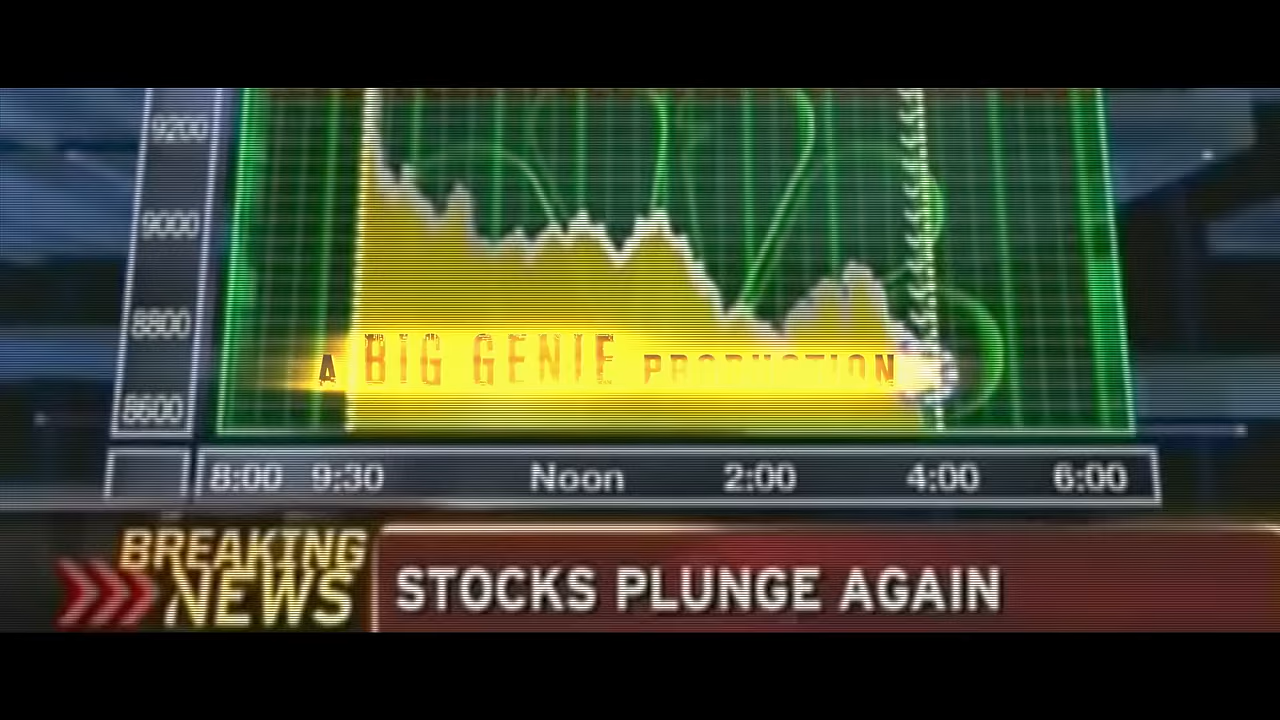 9200
9000
8800
8600
A BIG GENIE PRODUCTION
8:00 9:30 Noon 2:00 4:00 6:00
BREAKING
NEWS
STOCKS PLUNGE AGAIN